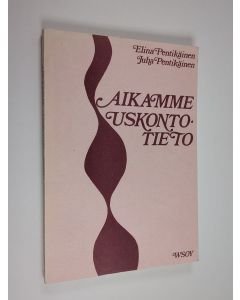 Elina Pentikäinen
Juha Pentikäinen
AIKAMME
USKONTO-
TIETO
WSOY